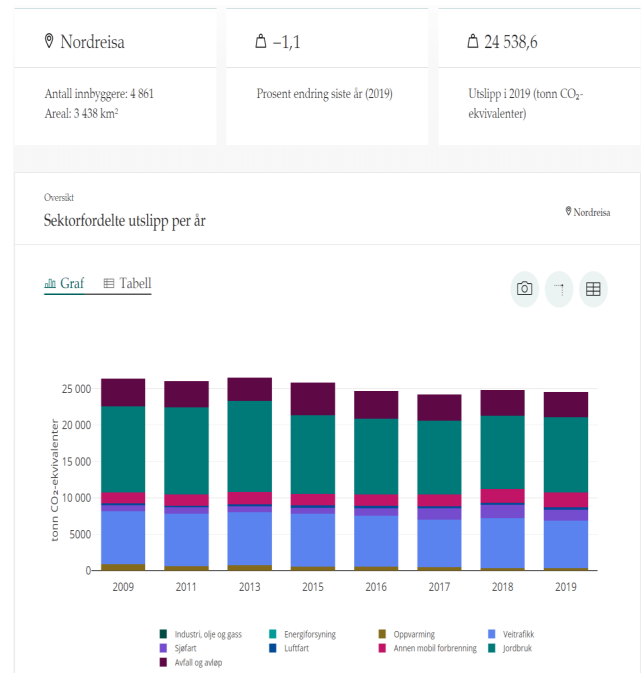 Nordreisa
Antall innbyggere: 4 861
Areal: 3 438 km²
–1,1
Prosent endring siste år (2019)
24 538,6
Utslipp i 2019 (tonn CO₂-
ekvivalenter)
Oversikt
Sektorfordelte utslipp per år
Nordreisa
Graf
Tabell
tonn CO₂-ekvivalenter
25 000
20 000
15 000
10 000
5000
0
2009 2011 2013 2015 2016 2017 2018 2019
Industri, olje og gass Energiforsyning Oppvarming Veitrafikk
Sjøfart Luftfart Annen mobil forbrenning Jordbruk
Avfall og avløp